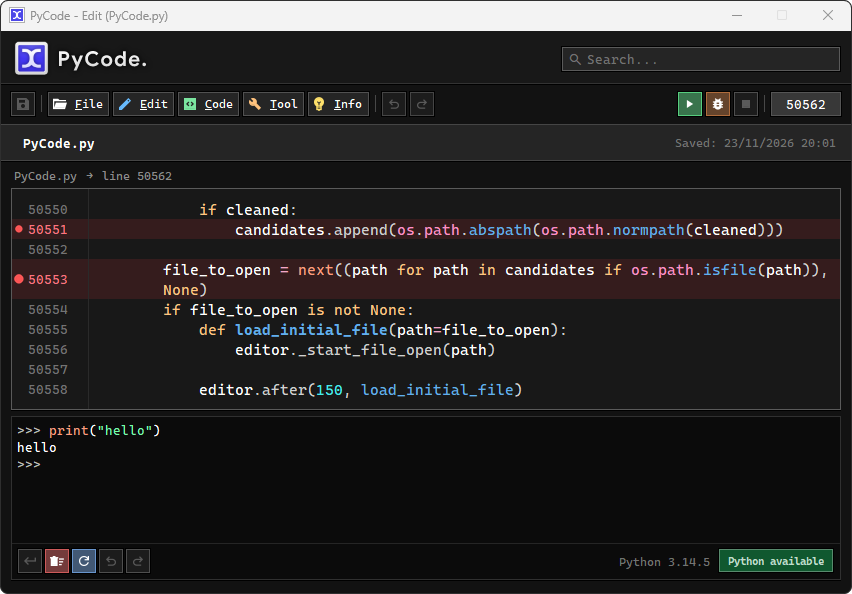 PyCode - Edit (PyCode.py)
PyCode.
Search...
File Edit Code Tool Info 50562
PyCode.py Saved: 23/11/2026 20:01
PyCode.py → line 50562
50550 if cleaned:
50551 candidates.append(os.path.abspath(os.path.normpath(cleaned)))
50552
50553 file_to_open = next((path for path in candidates if os.path.isfile(path)),
None)
50554 if file_to_open is not None:
50555 def load_initial_file(path=file_to_open):
50556 editor._start_file_open(path)
50557
50558 editor.after(150, load_initial_file)
>>> print("hello")
hello
>>>
Python 3.14.5 Python available